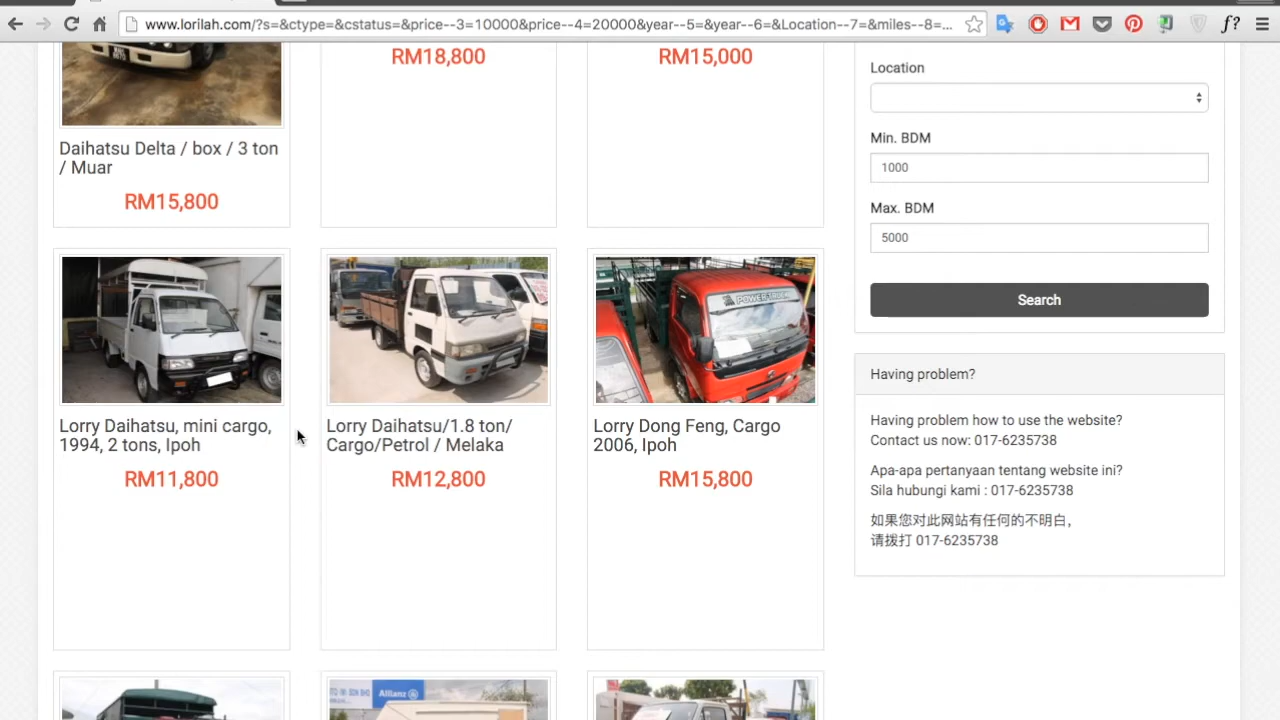 www.lorilah.com/?s=&ctype=&cstatus=&price--3=10000&price--4=20000&year--5=&year--6=&Location--7=&miles--8=...
f?
RM18,800
RM15,000
Daihatsu Delta / box / 3 ton
/ Muar
RM15,800
Lorry Daihatsu, mini cargo,
1994, 2 tons, Ipoh
RM11,800
Lorry Daihatsu/1.8 ton/
Cargo/Petrol / Melaka
RM12,800
POWER TRUCK
Lorry Dong Feng, Cargo
2006, Ipoh
RM15,800
Allianz
Location
Min. BDM
1000
Max. BDM
5000
Search
Having problem?
Having problem how to use the website?
Contact us now: 017-6235738
Apa-apa pertanyaan tentang website ini?
Sila hubungi kami : 017-6235738
如果您对此网站有任何的不明白，
请拨打 017-6235738